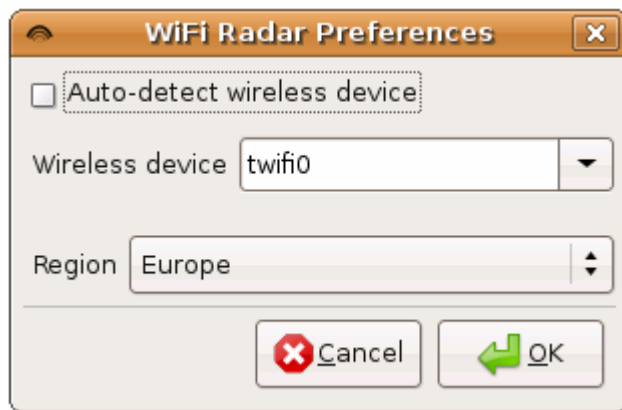 WiFi Radar Preferences
Auto-detect wireless device
Wireless device twifi0
Region Europe
Cancel OK